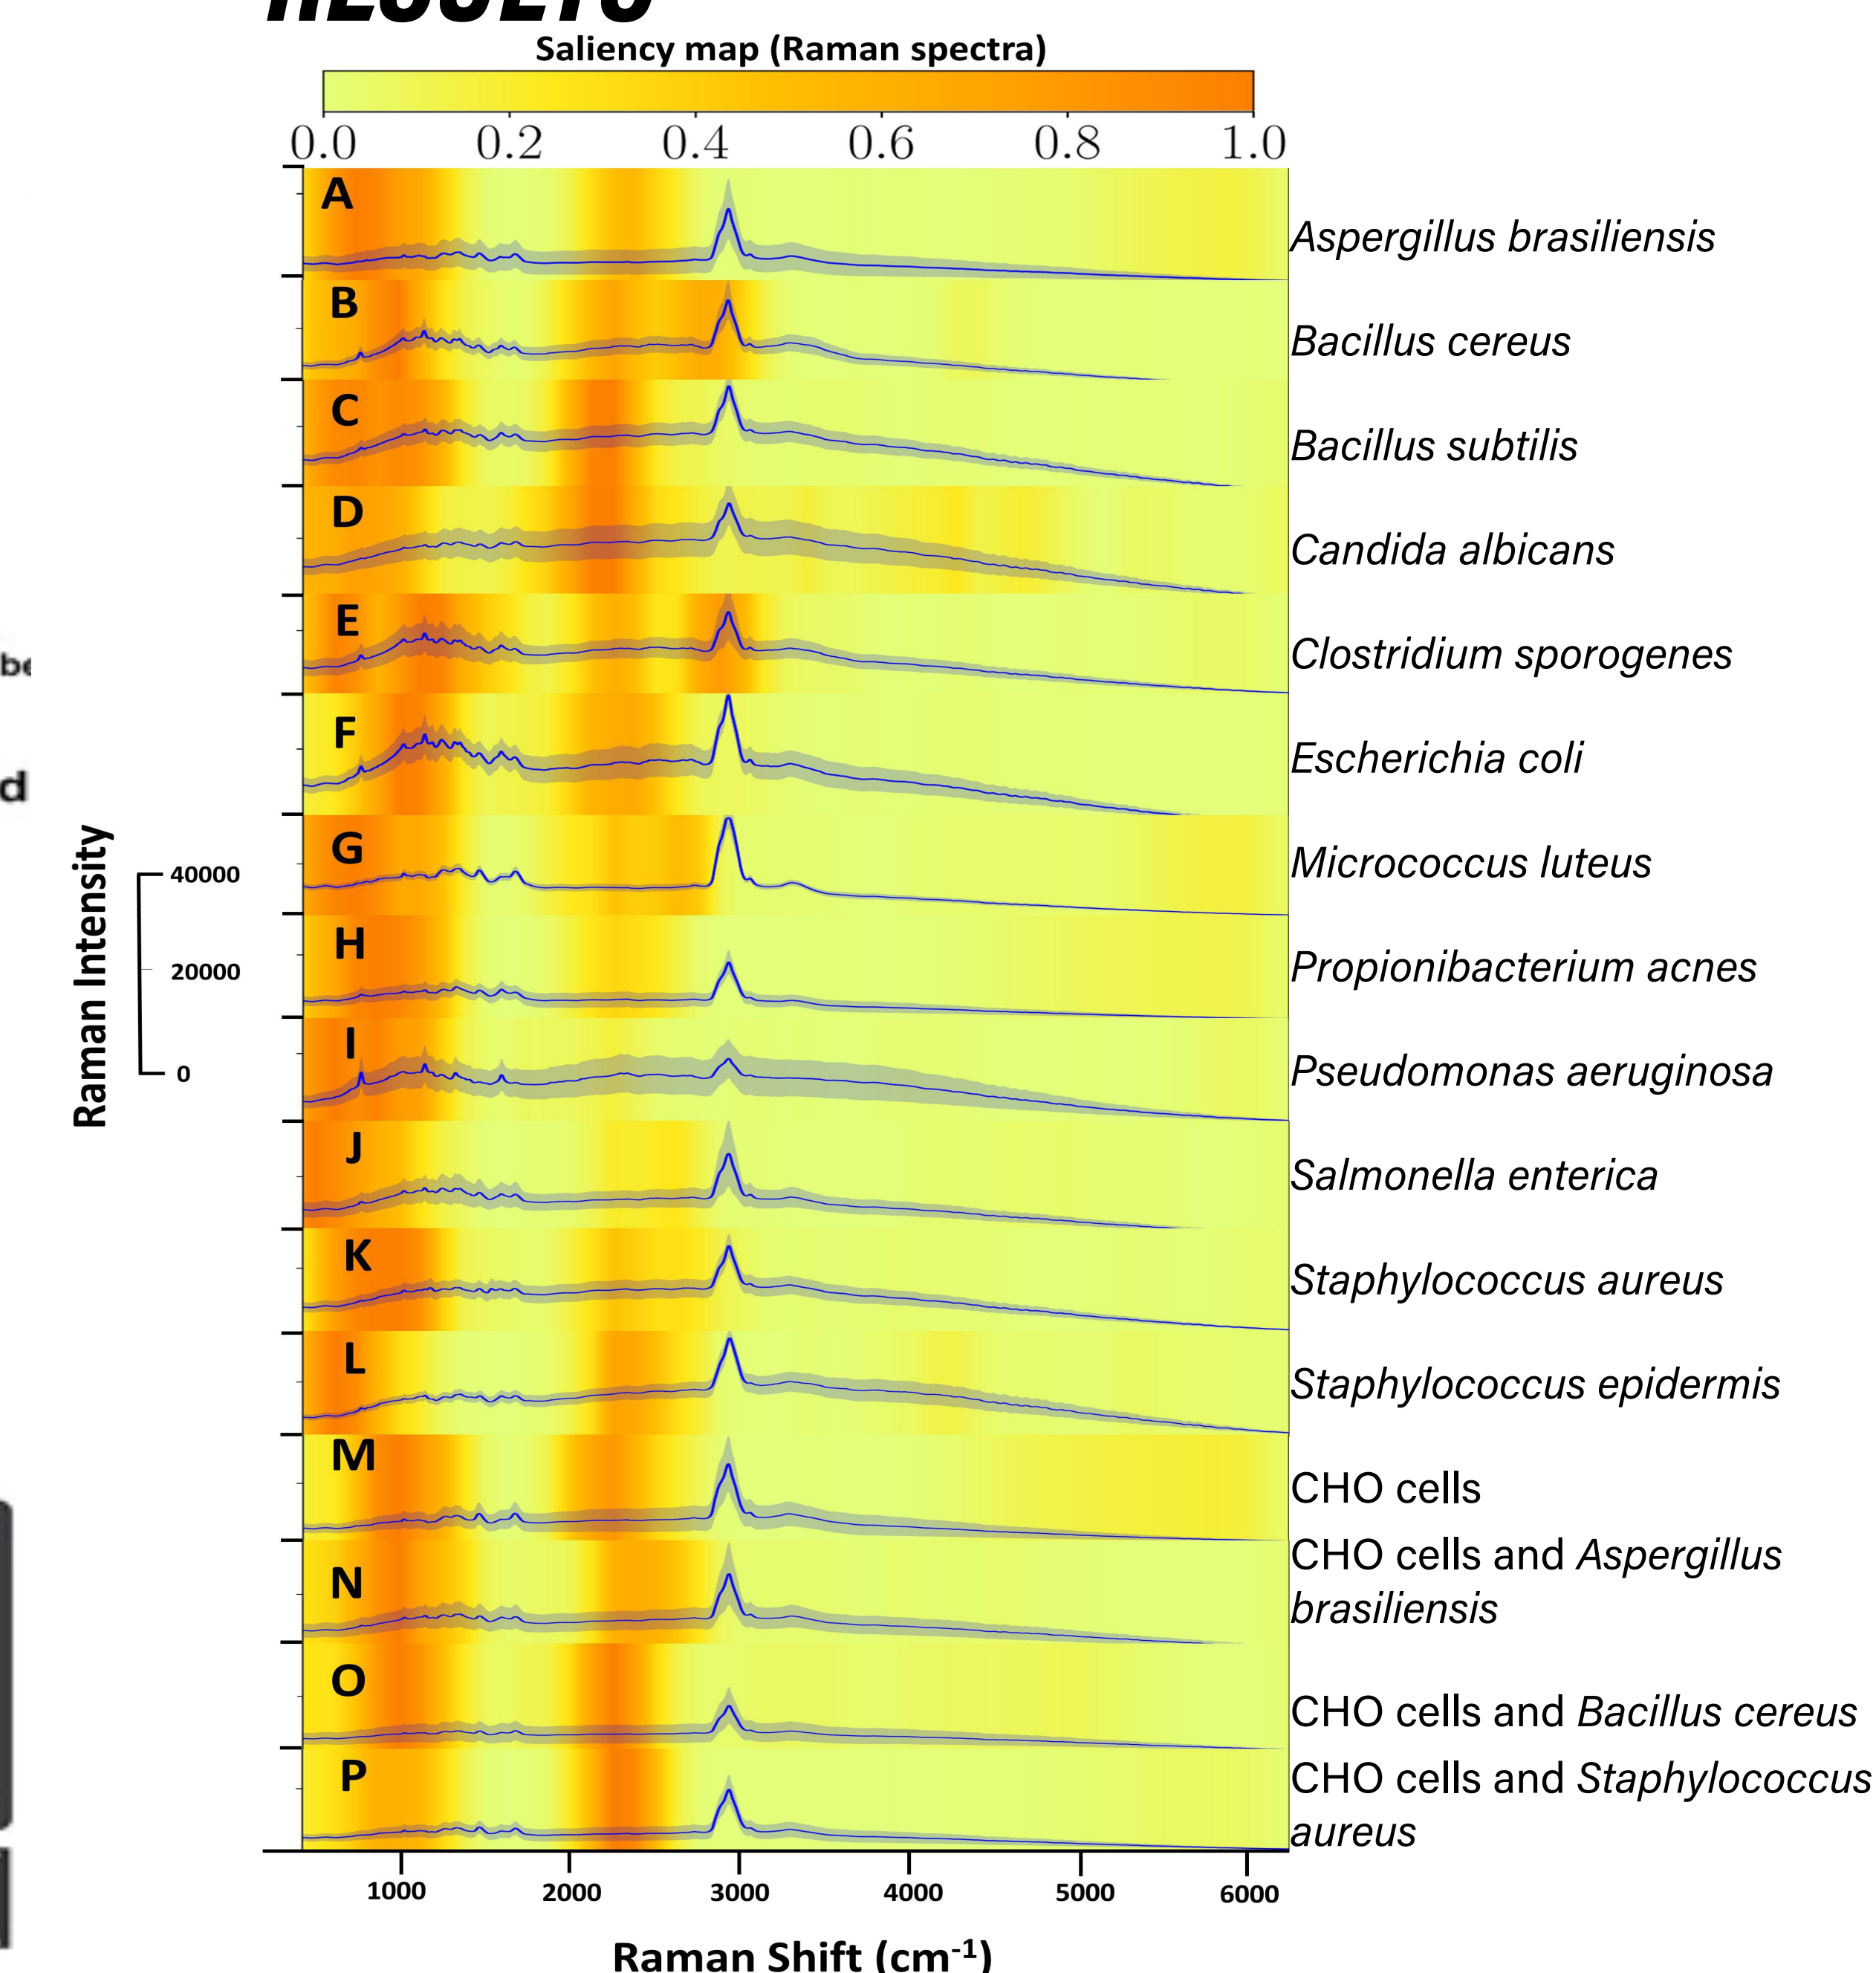 RESULTS
Saliency map (Raman spectra)
0.0 0.2 0.4 0.6 0.8 1.0
A
Aspergillus brasiliensis
B
Bacillus cereus
C
Bacillus subtilis
D
Candida albicans
E
Clostridium sporogenes
be
F
Escherichia coli
d
G
Micrococcus luteus
H
Propionibacterium acnes
I
Pseudomonas aeruginosa
Raman Intensity
40000
20000
0
J
Salmonella enterica
K
Staphylococcus aureus
L
Staphylococcus epidermis
M
CHO cells
N
CHO cells and Aspergillus
brasiliensis
O
CHO cells and Bacillus cereus
P
CHO cells and Staphylococcus
aureus
1000 2000 3000 4000 5000 6000
Raman Shift (cm⁻¹)